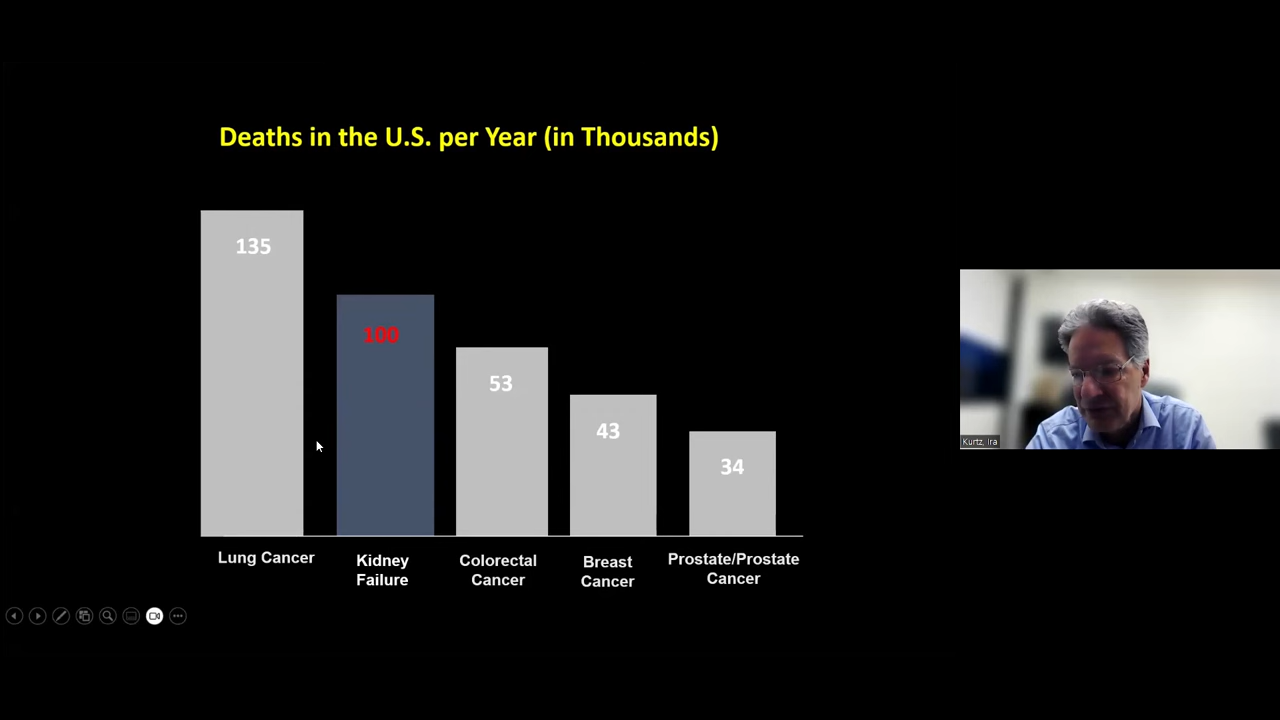 Deaths in the U.S. per Year (in Thousands)
135
100
53
43
34
Lung Cancer
Kidney
Failure
Colorectal
Cancer
Breast
Cancer
Prostate/Prostate
Cancer
Kurtz, Ira